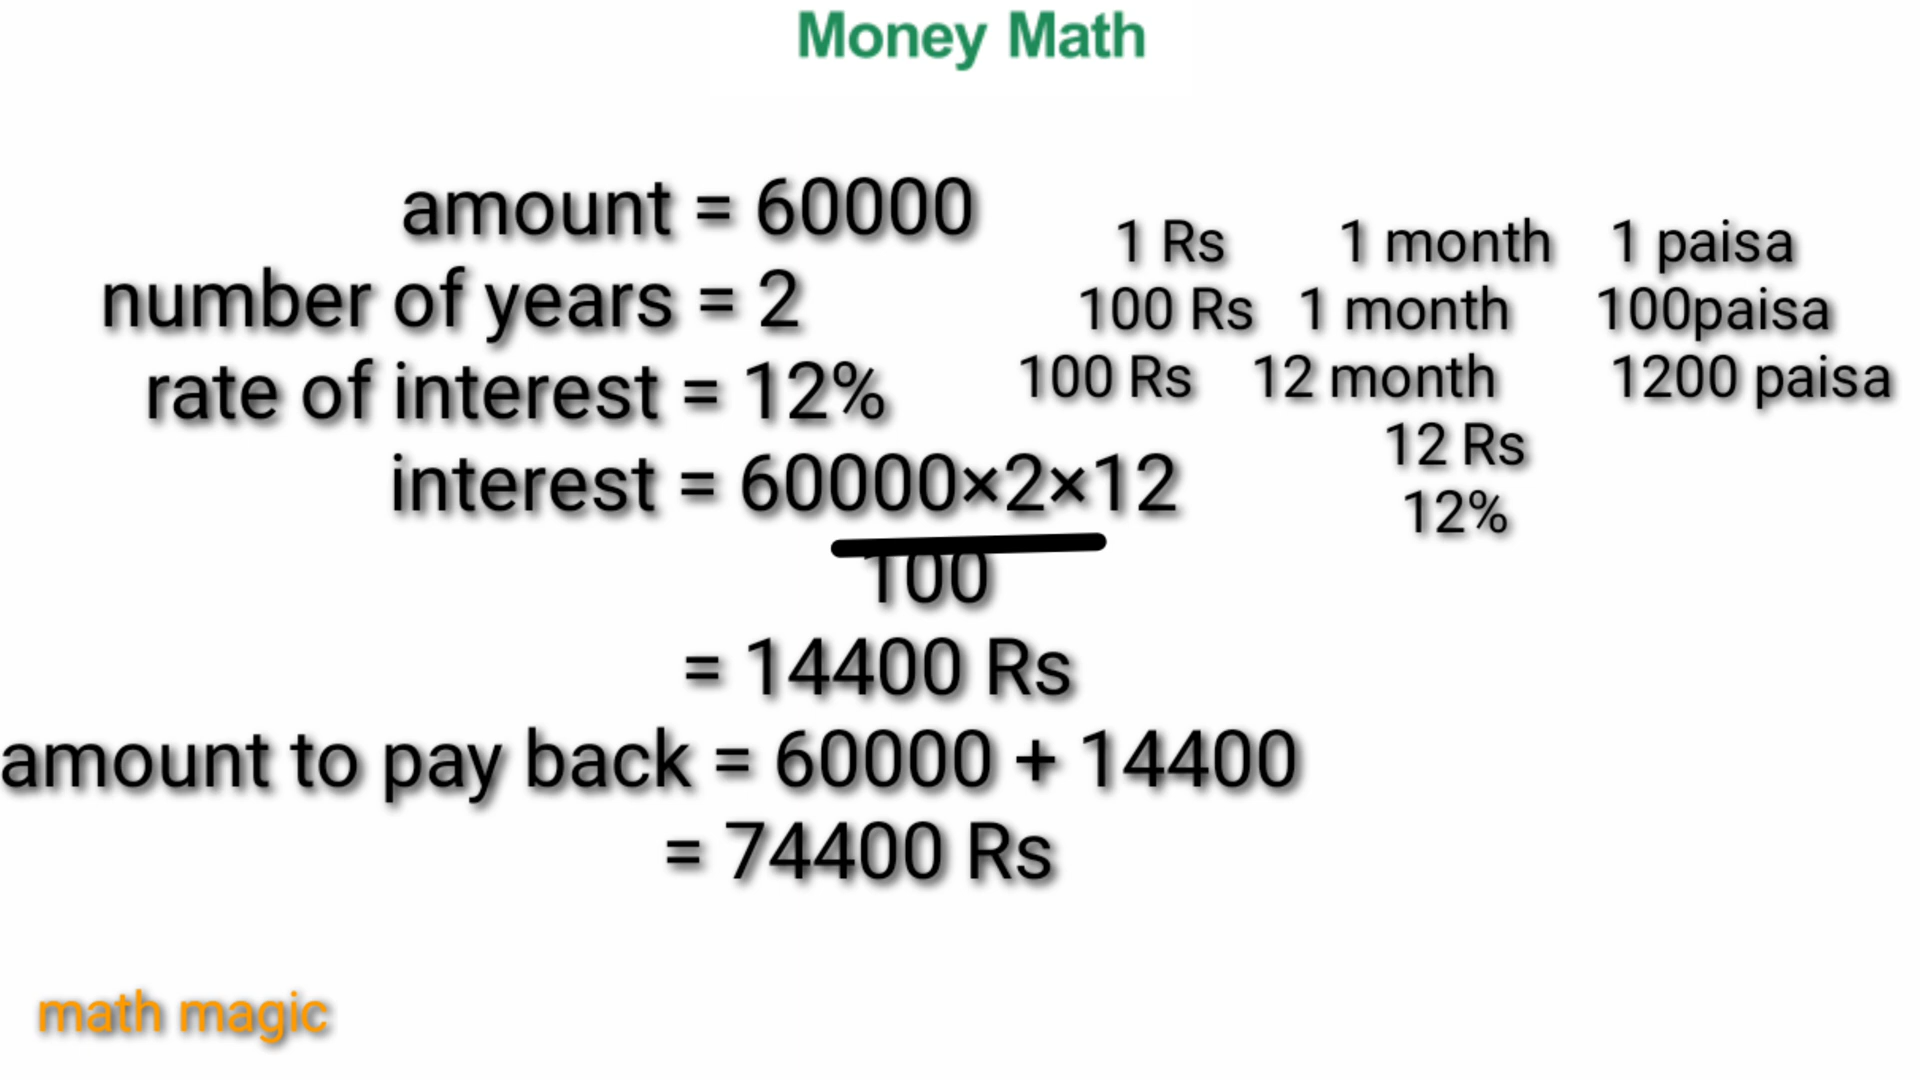 Money Math
amount = 60000
number of years = 2
rate of interest = 12%
interest = 60000×2×12
100
= 14400 Rs
amount to pay back = 60000 + 14400
= 74400 Rs
1 Rs 1 month 1 paisa
100 Rs 1 month 100paisa
100 Rs 12 month 1200 paisa
12 Rs
12%
math magic